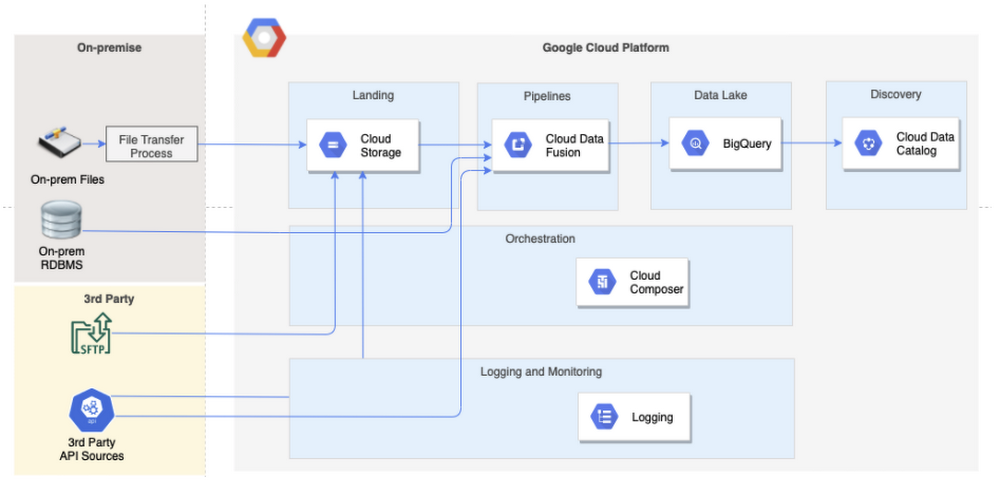 On-premise
Google Cloud Platform
Landing
Pipelines
Data Lake
Discovery
File Transfer
Process
Cloud
Storage
Cloud Data
Fusion
BigQuery
Cloud Data
Catalog
On-prem Files
On-prem
RDBMS
Orchestration
Cloud
Composer
3rd Party
SFTP
Logging and Monitoring
Logging
api
3rd Party
API Sources